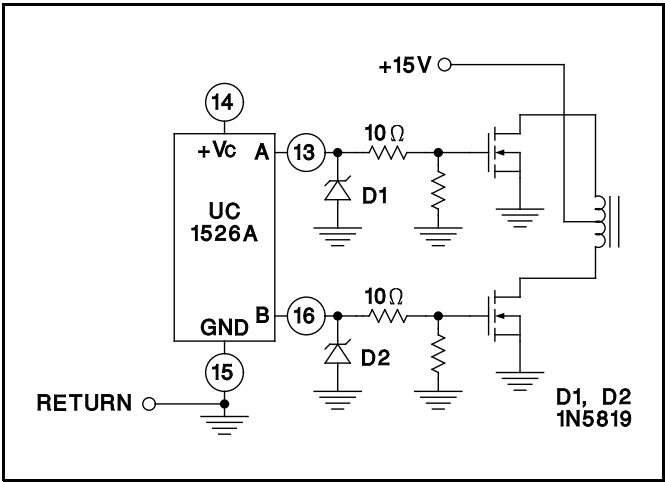 +15V
14
+Vc A 13
10Ω
D1
UC
1526A
B 16
10Ω
D2
GND
15
RETURN
D1, D2
1N5819